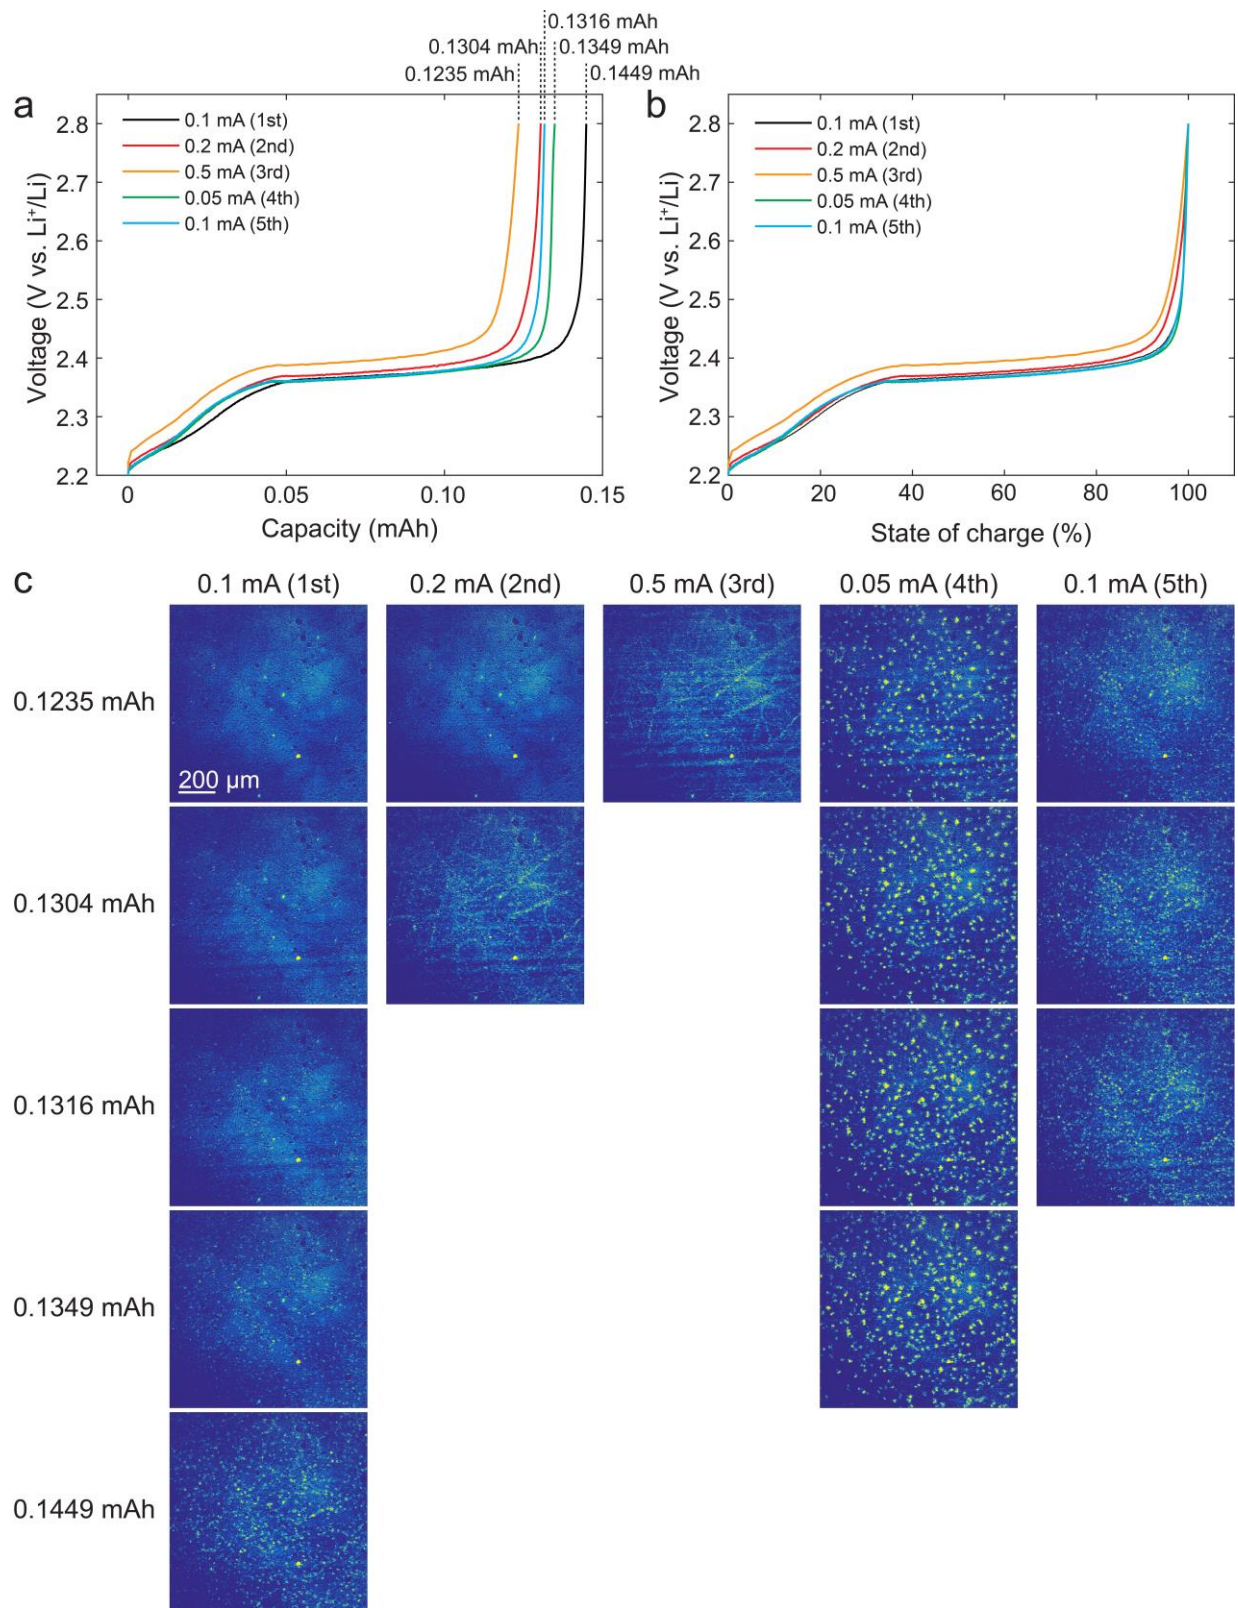 0.1316 mAh
0.1304 mAh 0.1349 mAh
0.1235 mAh 0.1449 mAh
a
2.8
2.7
2.6
2.5
2.4
2.3
2.2
Voltage (V vs. Li⁺/Li)
0.1 mA (1st)
0.2 mA (2nd)
0.5 mA (3rd)
0.05 mA (4th)
0.1 mA (5th)
0 0.05 0.10 0.15
Capacity (mAh)
b
2.8
2.7
2.6
2.5
2.4
2.3
2.2
Voltage (V vs. Li⁺/Li)
0.1 mA (1st)
0.2 mA (2nd)
0.5 mA (3rd)
0.05 mA (4th)
0.1 mA (5th)
0 20 40 60 80 100
State of charge (%)
c
0.1 mA (1st) 0.2 mA (2nd) 0.5 mA (3rd) 0.05 mA (4th) 0.1 mA (5th)
0.1235 mAh
200 μm
0.1304 mAh
0.1316 mAh
0.1349 mAh
0.1449 mAh